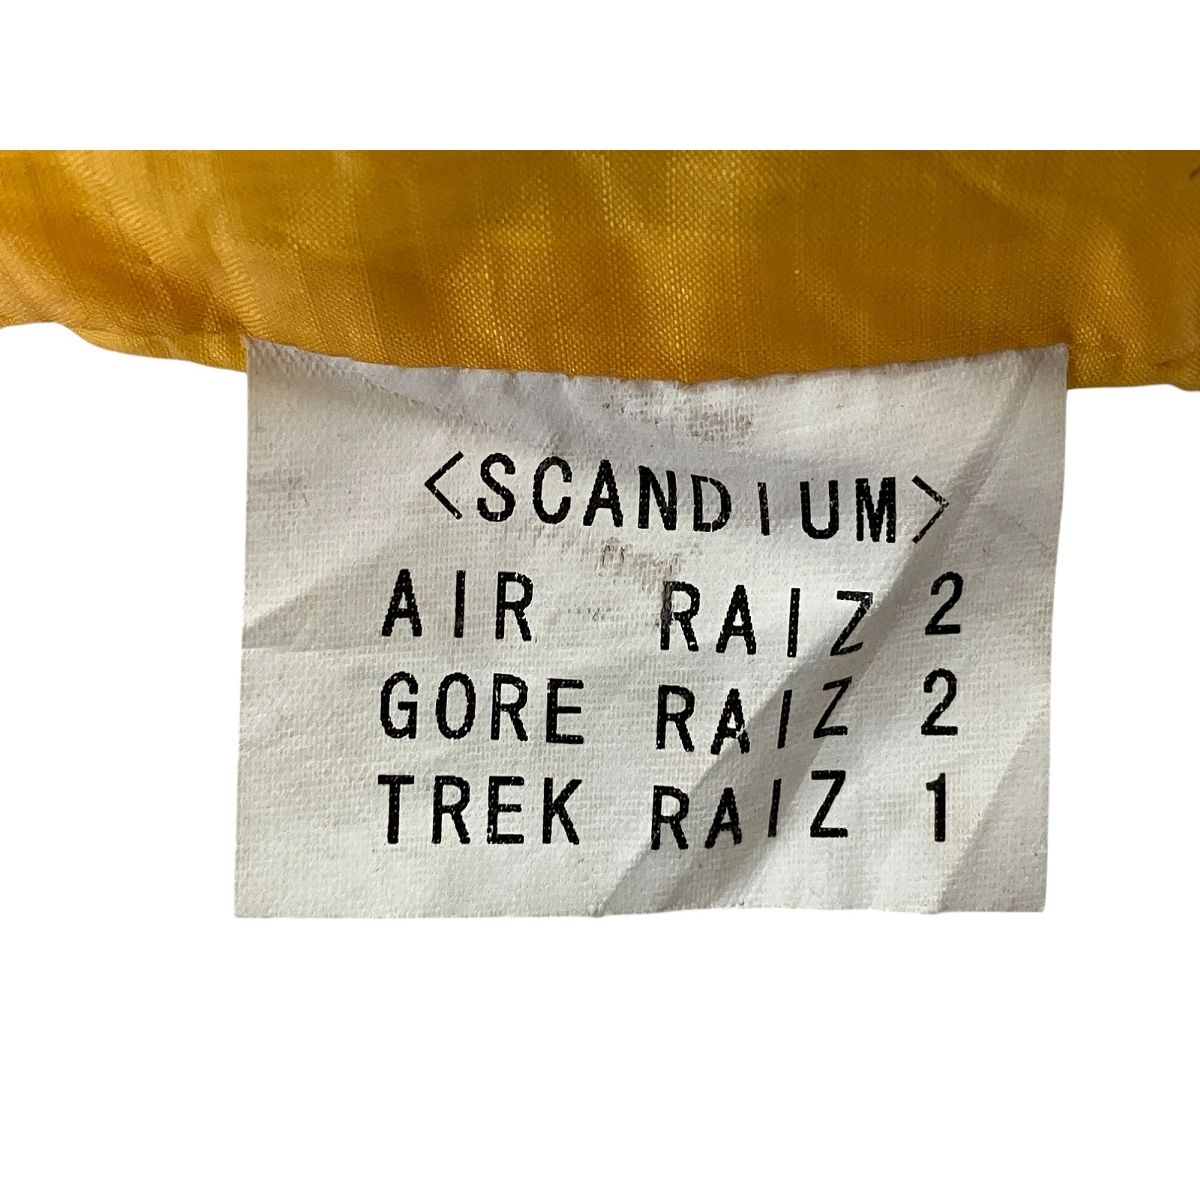 <SCANDIUM>
AIR RAIZ 2
GORE RAIZ 2
TREK RAIZ 1